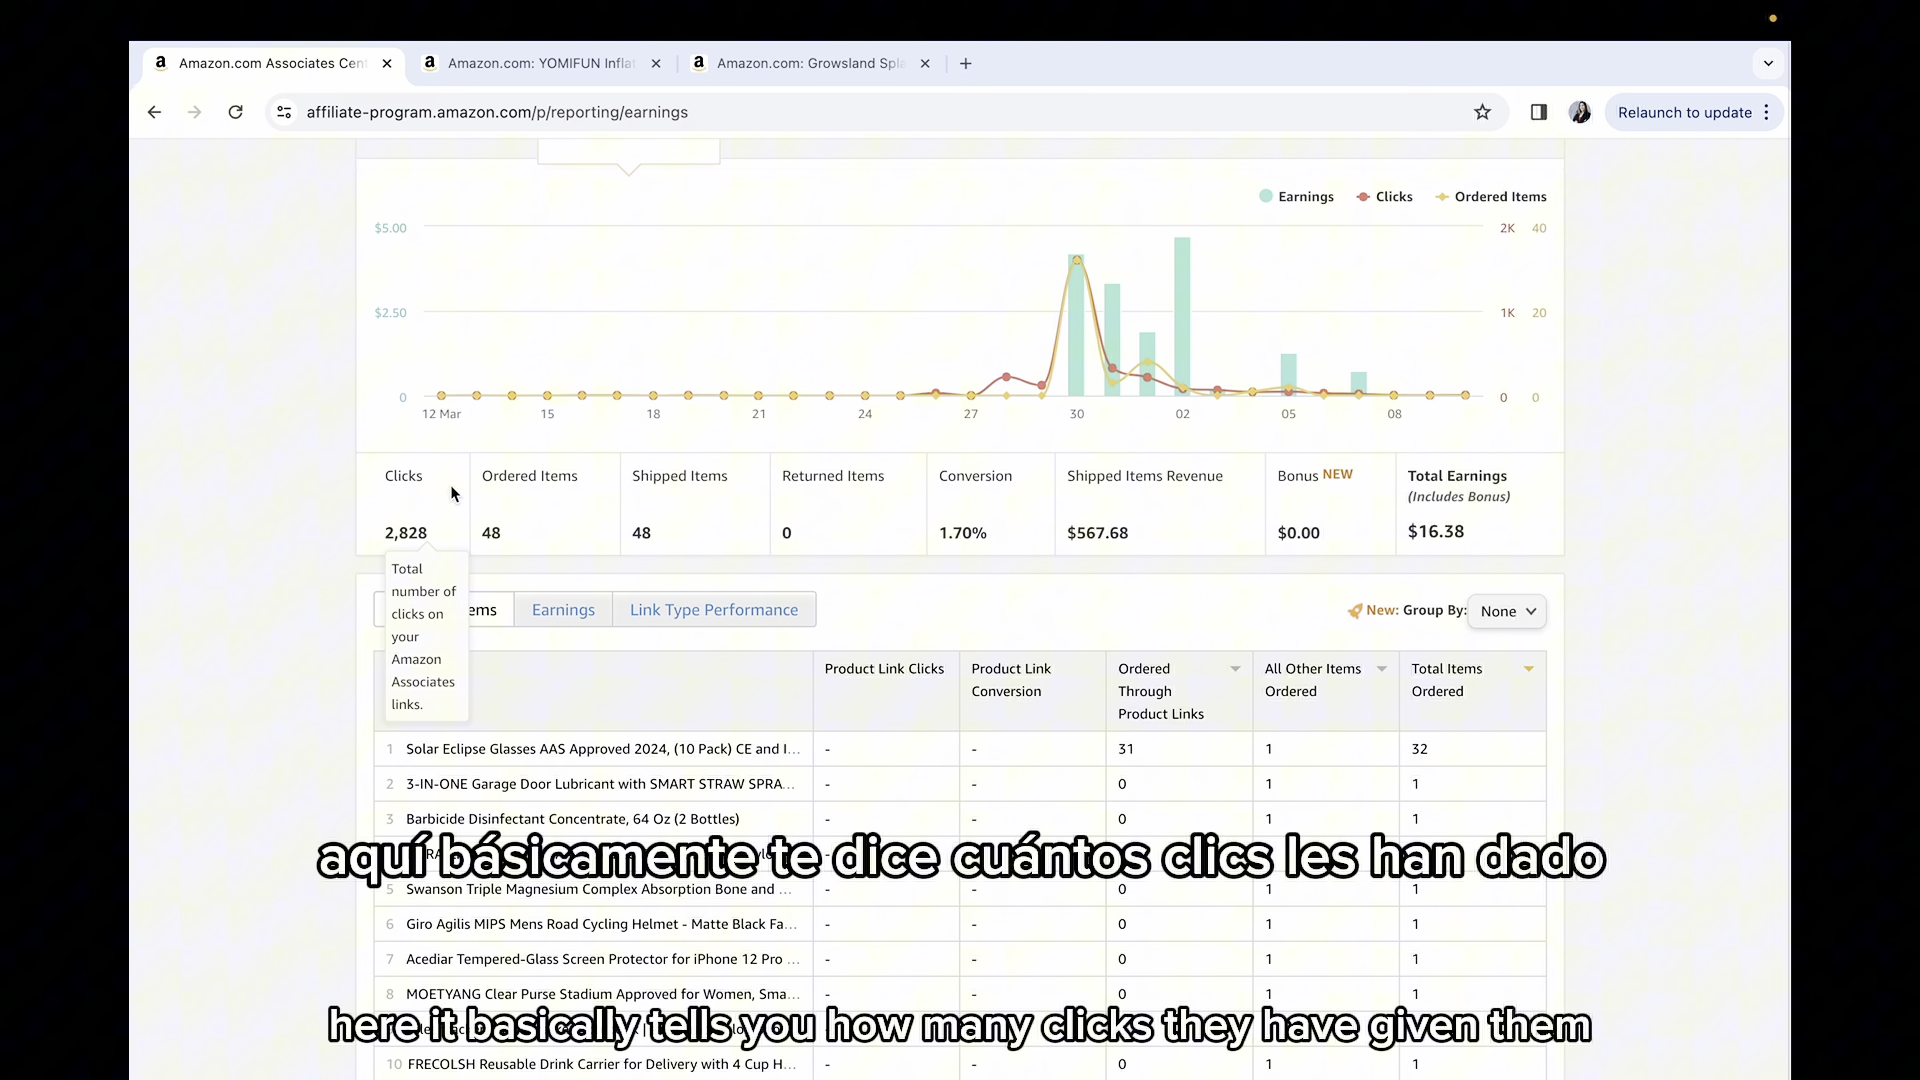 Amazon.com Associates Cent
Amazon.com: YOMIFUN Infla
Amazon.com: Growsland Spla
affiliate-program.amazon.com/p/reporting/earnings
Relaunch to update
Earnings Clicks Ordered Items
$5.00 2K 40
$2.50 1K 20
0 0 0
12 Mar 15 18 21 24 27 30 02 05 08
Clicks Ordered Items Shipped Items Returned Items Conversion Shipped Items Revenue Bonus NEW Total Earnings
(Includes Bonus)
2,828 48 48 0 1.70% $567.68 $0.00 $16.38
Total
number of
clicks on
your
Amazon
Associates
links.
ems Earnings Link Type Performance
New: Group By: None
Product Link Clicks
Product Link
Conversion
Ordered
Through
Product Links
All Other Items
Ordered
Total Items
Ordered
1 Solar Eclipse Glasses AAS Approved 2024, (10 Pack) CE and I... - - 31 1 32
2 3-IN-ONE Garage Door Lubricant with SMART STRAW SPRA... - - 0 1 1
3 Barbicide Disinfectant Concentrate, 64 Oz (2 Bottles) - - 0 1 1
aquí básicamente te dice cuántos clics les han dado
5 Swanson Triple Magnesium Complex Absorption Bone and ... - - 0 1 1
6 Giro Agilis MIPS Mens Road Cycling Helmet - Matte Black Fa... - - 0 1 1
7 Acediar Tempered-Glass Screen Protector for iPhone 12 Pro ... - - 0 1 1
8 MOETYANG Clear Purse Stadium Approved for Women, Sma... - - 0 1 1
here it basically tells you how many clicks they have given them
10 FRECOLSH Reusable Drink Carrier for Delivery with 4 Cup H... - - 0 1 1